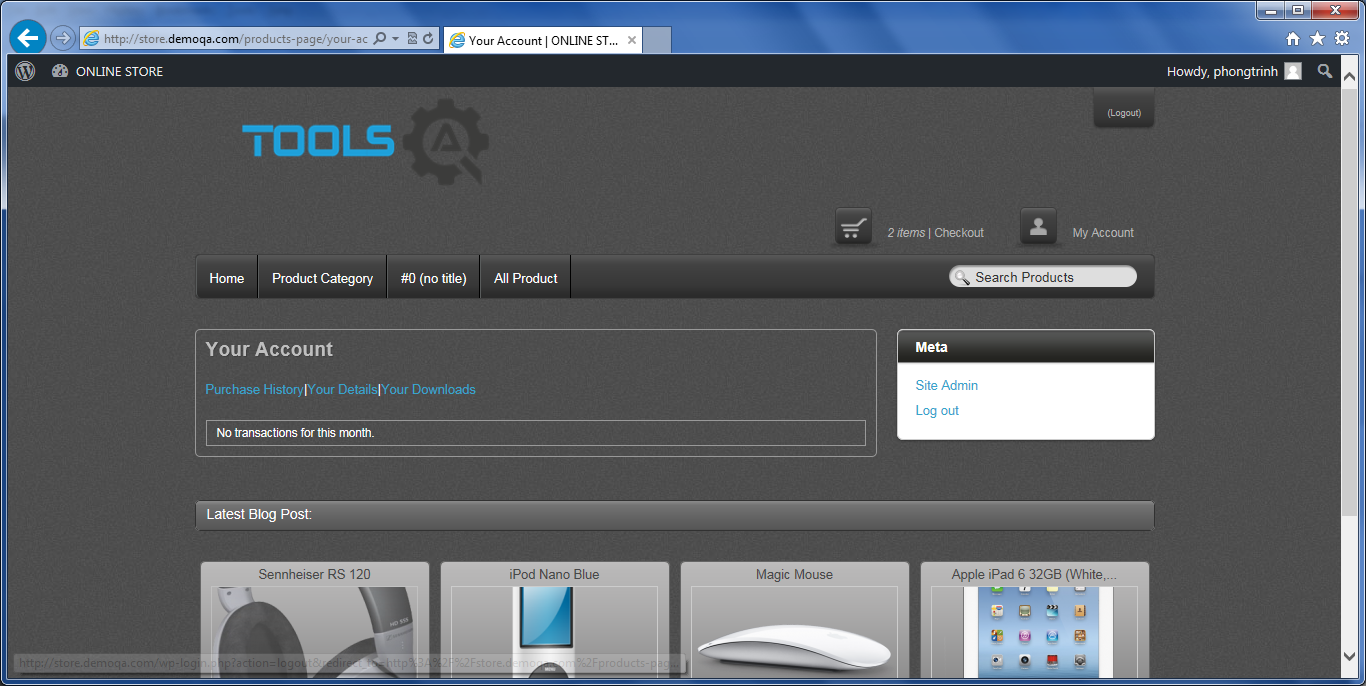 http://store.demoqa.com/products-page/your-ac
Your Account | ONLINE ST...
ONLINE STORE
Howdy, phongtrinh
(Logout)
TOOLS
A
2 items | Checkout
My Account
Home
Product Category
#0 (no title)
All Product
Search Products
Your Account
Purchase History|Your Details|Your Downloads
No transactions for this month.
Meta
Site Admin
Log out
Latest Blog Post:
Sennheiser RS 120
iPod Nano Blue
Magic Mouse
Apple iPad 6 32GB (White,...
MENU
http://store.demoqa.com/wp-login.php?action=logout&redirect_to=http%3A%2F%2Fstore.demoqa.com%2Fproducts-pag...